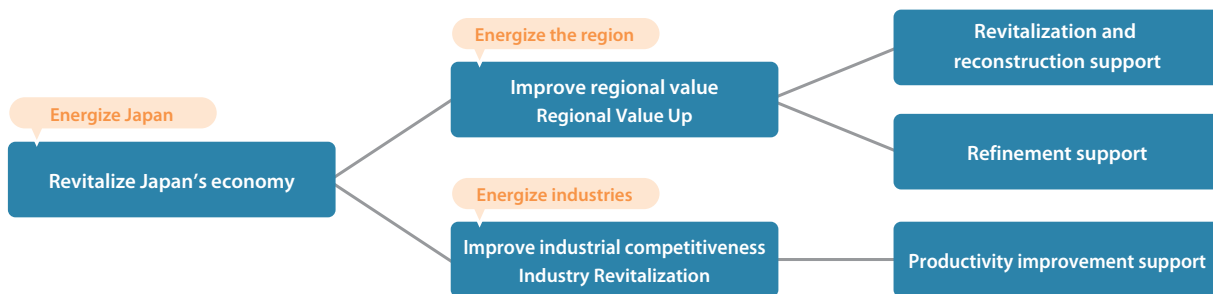 Energize Japan
Revitalize Japan’s economy
Energize the region
Improve regional value
Regional Value Up
Energize industries
Improve industrial competitiveness
Industry Revitalization
Revitalization and
reconstruction support
Refinement support
Productivity improvement support